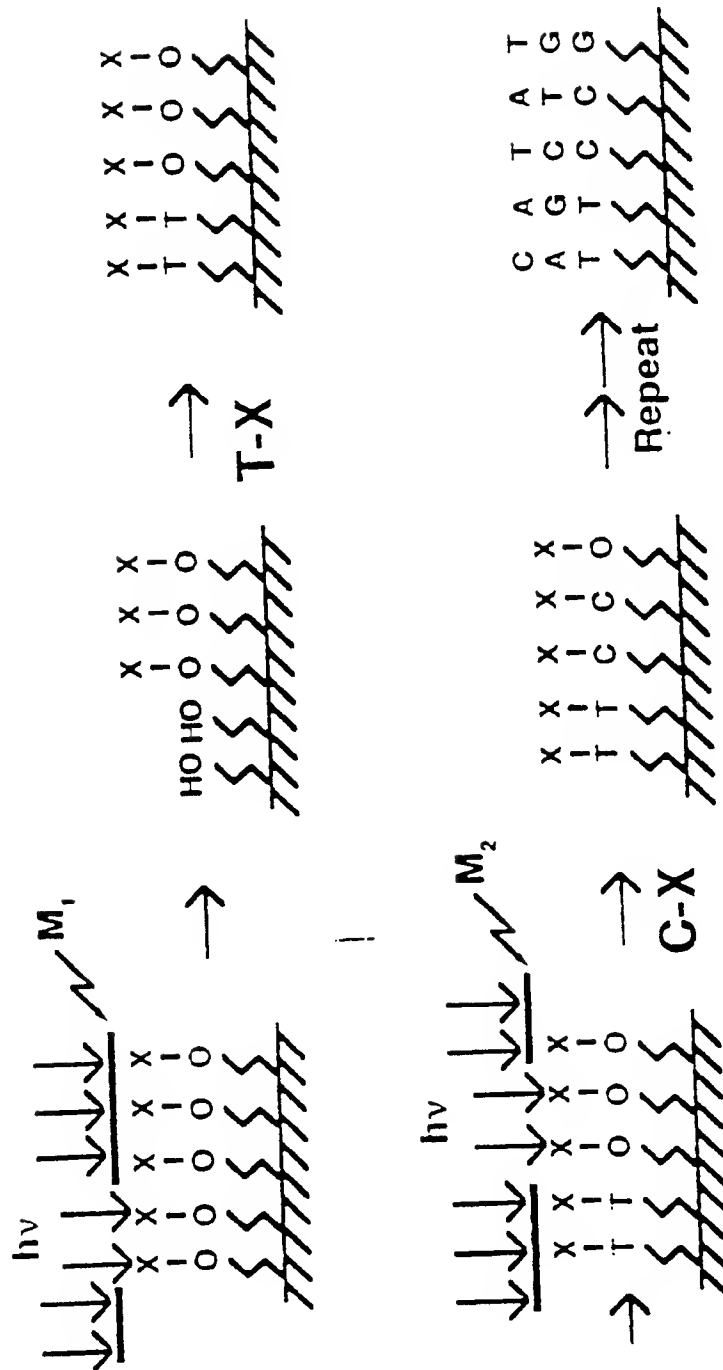 hν
M₁
X X X X X
O O O O O
X X X
HO HO O O O
T-X
X X X X X
T T O O O
hν
M₂
X X X X X
T T O O O
C-X
X X X X X
T T C C O
Repeat
C A T A T
A G C T G
T T C C G